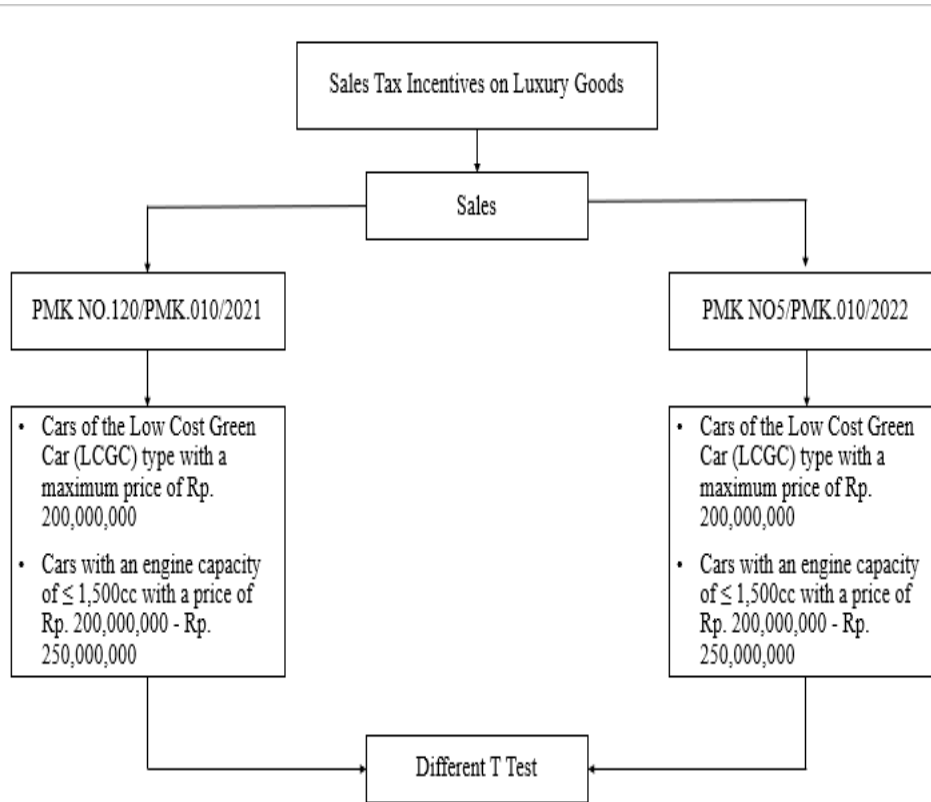 Sales Tax Incentives on Luxury Goods
Sales
PMK NO.120/PMK.010/2021
PMK NO5/PMK.010/2022
• Cars of the Low Cost Green
Car (LCGC) type with a
maximum price of Rp.
200,000,000
• Cars with an engine capacity
of ≤ 1,500cc with a price of
Rp. 200,000,000 - Rp.
250,000,000
• Cars of the Low Cost Green
Car (LCGC) type with a
maximum price of Rp.
200,000,000
• Cars with an engine capacity
of ≤ 1,500cc with a price of
Rp. 200,000,000 - Rp.
250,000,000
Different T Test